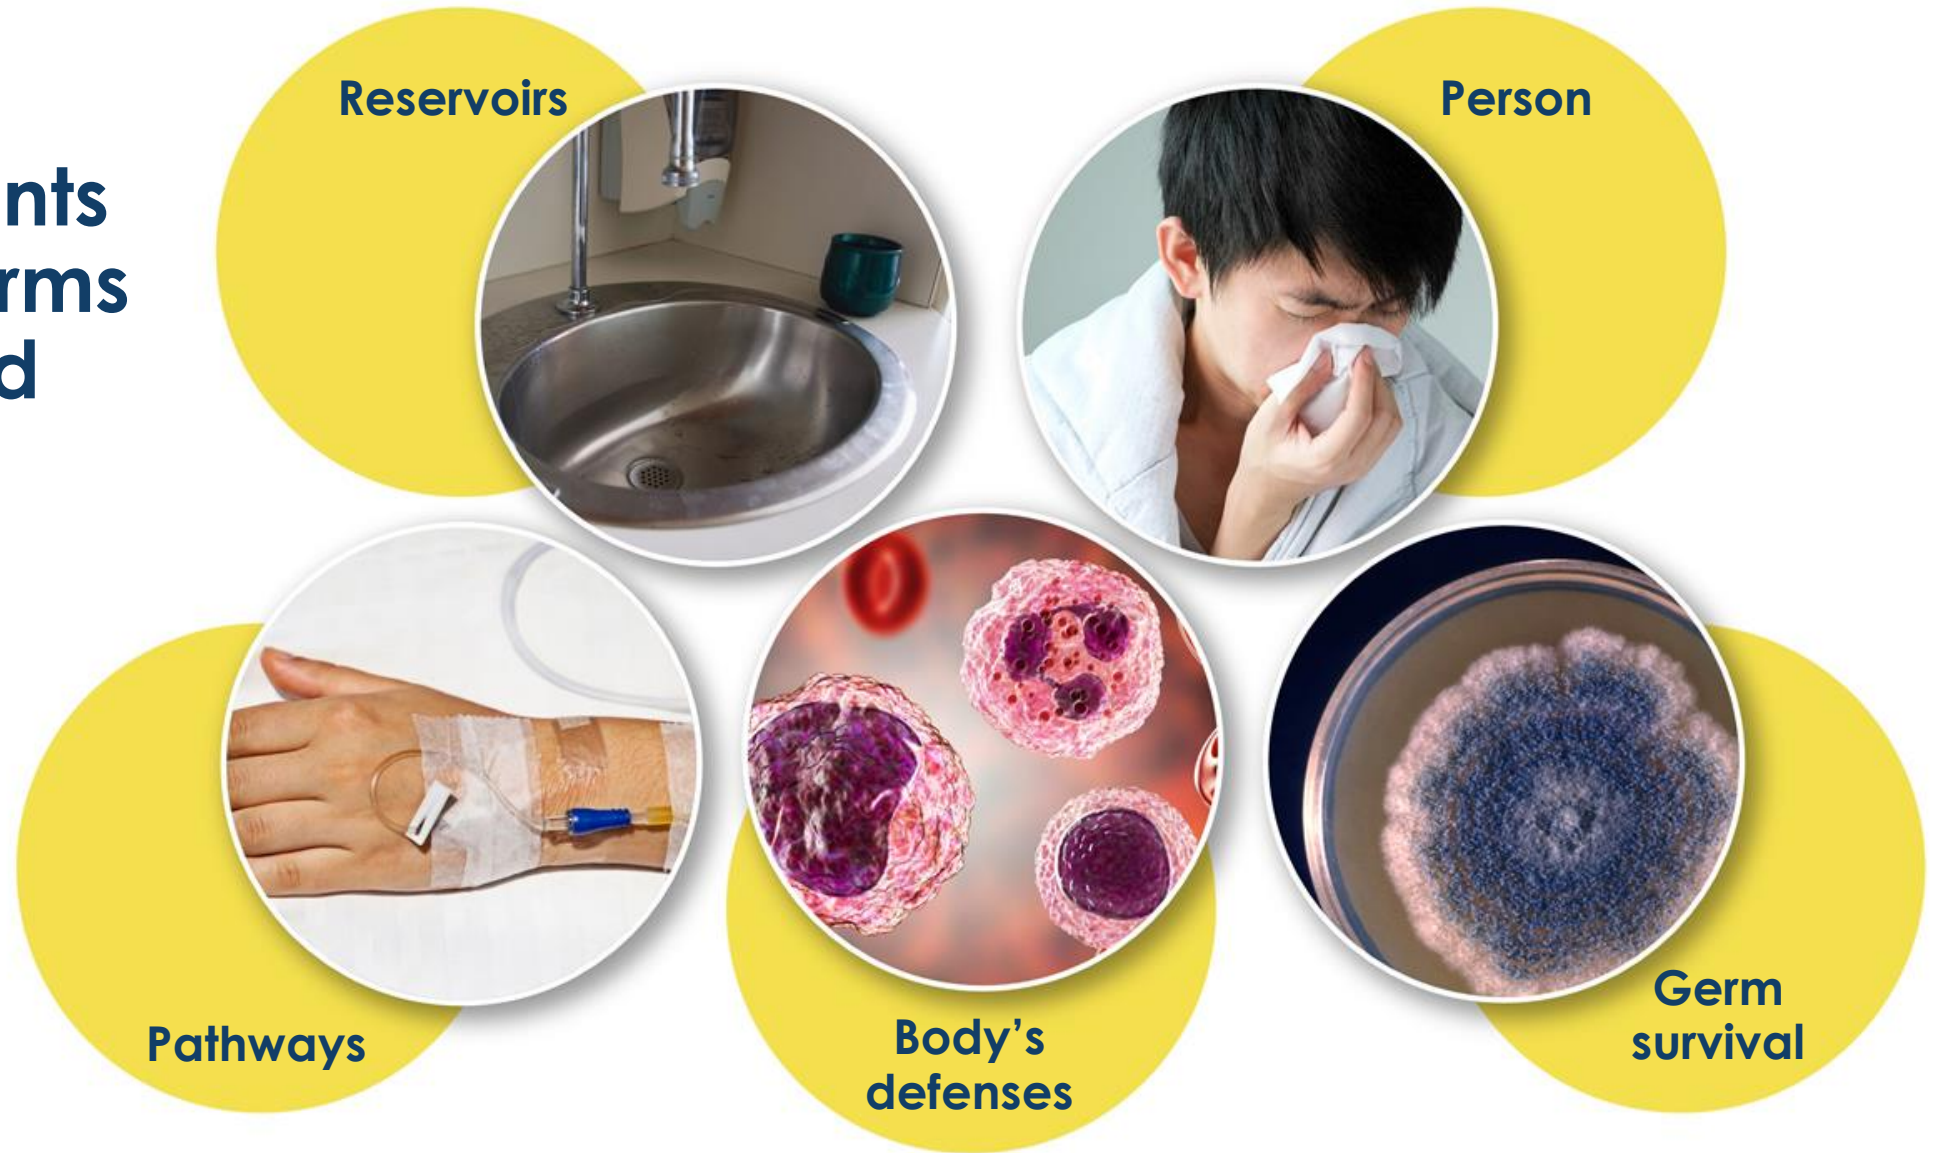 nts
rms
d
Reservoirs
Person
Pathways
Body’s
defenses
Germ
survival